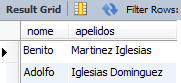 Result Grid Filter Rows:
nome apelidos
Benito Martinez Iglesias
Adolfo Iglesias Dominguez